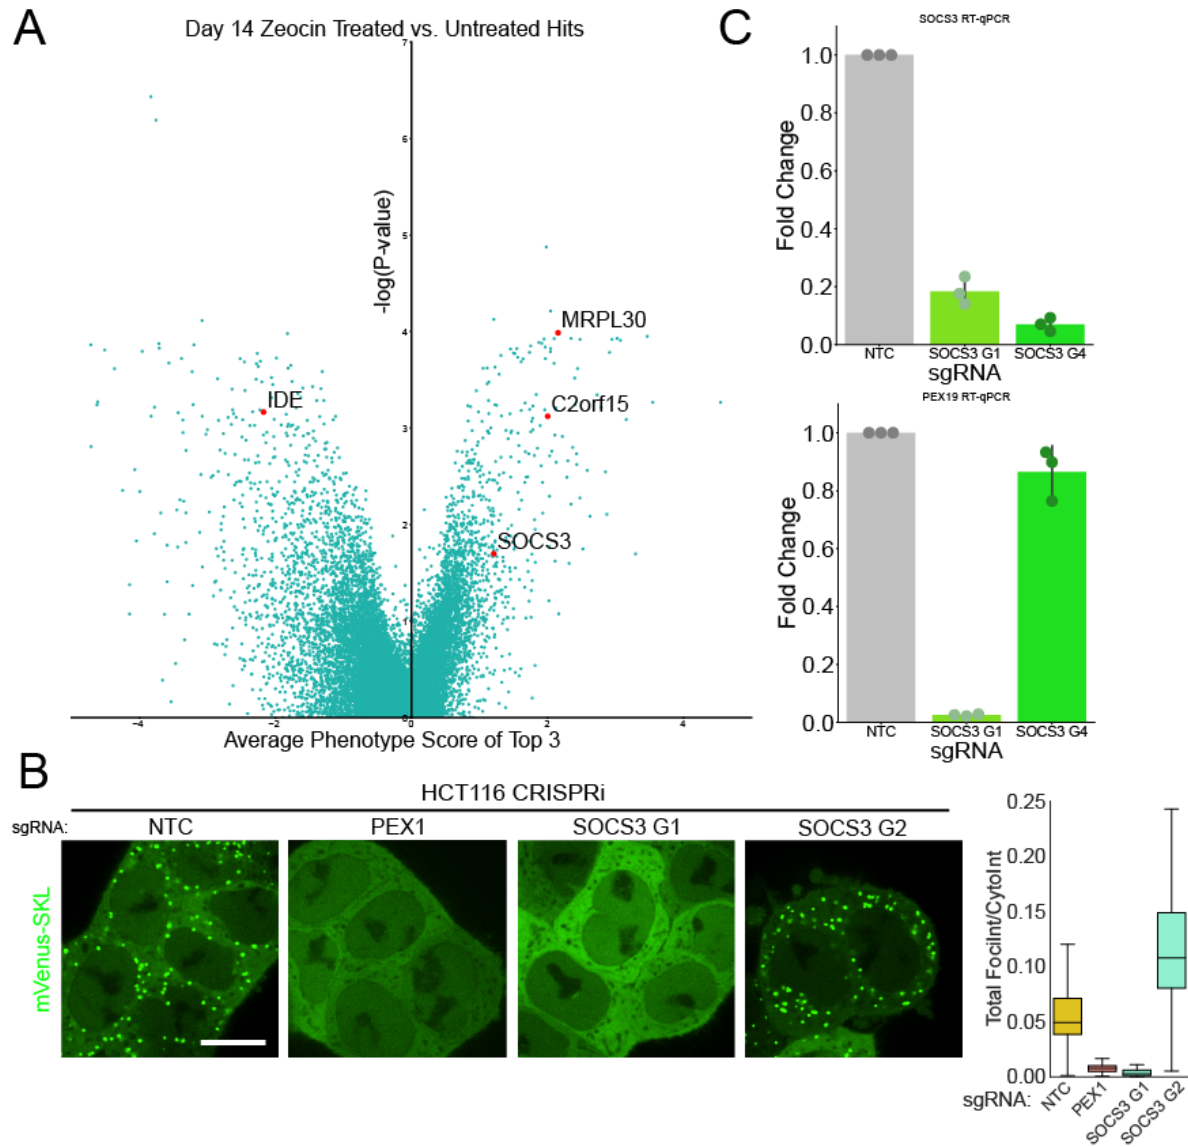 A
Day 14 Zeocin Treated vs. Untreated Hits
7
6
5
4
3
2
1
0
-log(P-value)
MRPL30
IDE
C2orf15
SOCS3
−4
−2
0
2
4
Average Phenotype Score of Top 3
C
SOCS3 RT-qPCR
1.0
0.8
0.6
0.4
0.2
0.0
Fold Change
NTC
SOCS3 G1
SOCS3 G4
sgRNA
PEX19 RT-qPCR
1.0
0.8
0.6
0.4
0.2
0.0
Fold Change
NTC
SOCS3 G1
SOCS3 G4
sgRNA
B
HCT116 CRISPRi
sgRNA:
NTC
PEX1
SOCS3 G1
SOCS3 G2
mVenus-SKL
0.25
0.20
0.15
0.10
0.05
0.00
Total FociInt/CytoInt
sgRNA:
NTC
PEX1
SOCS3 G1
SOCS3 G2